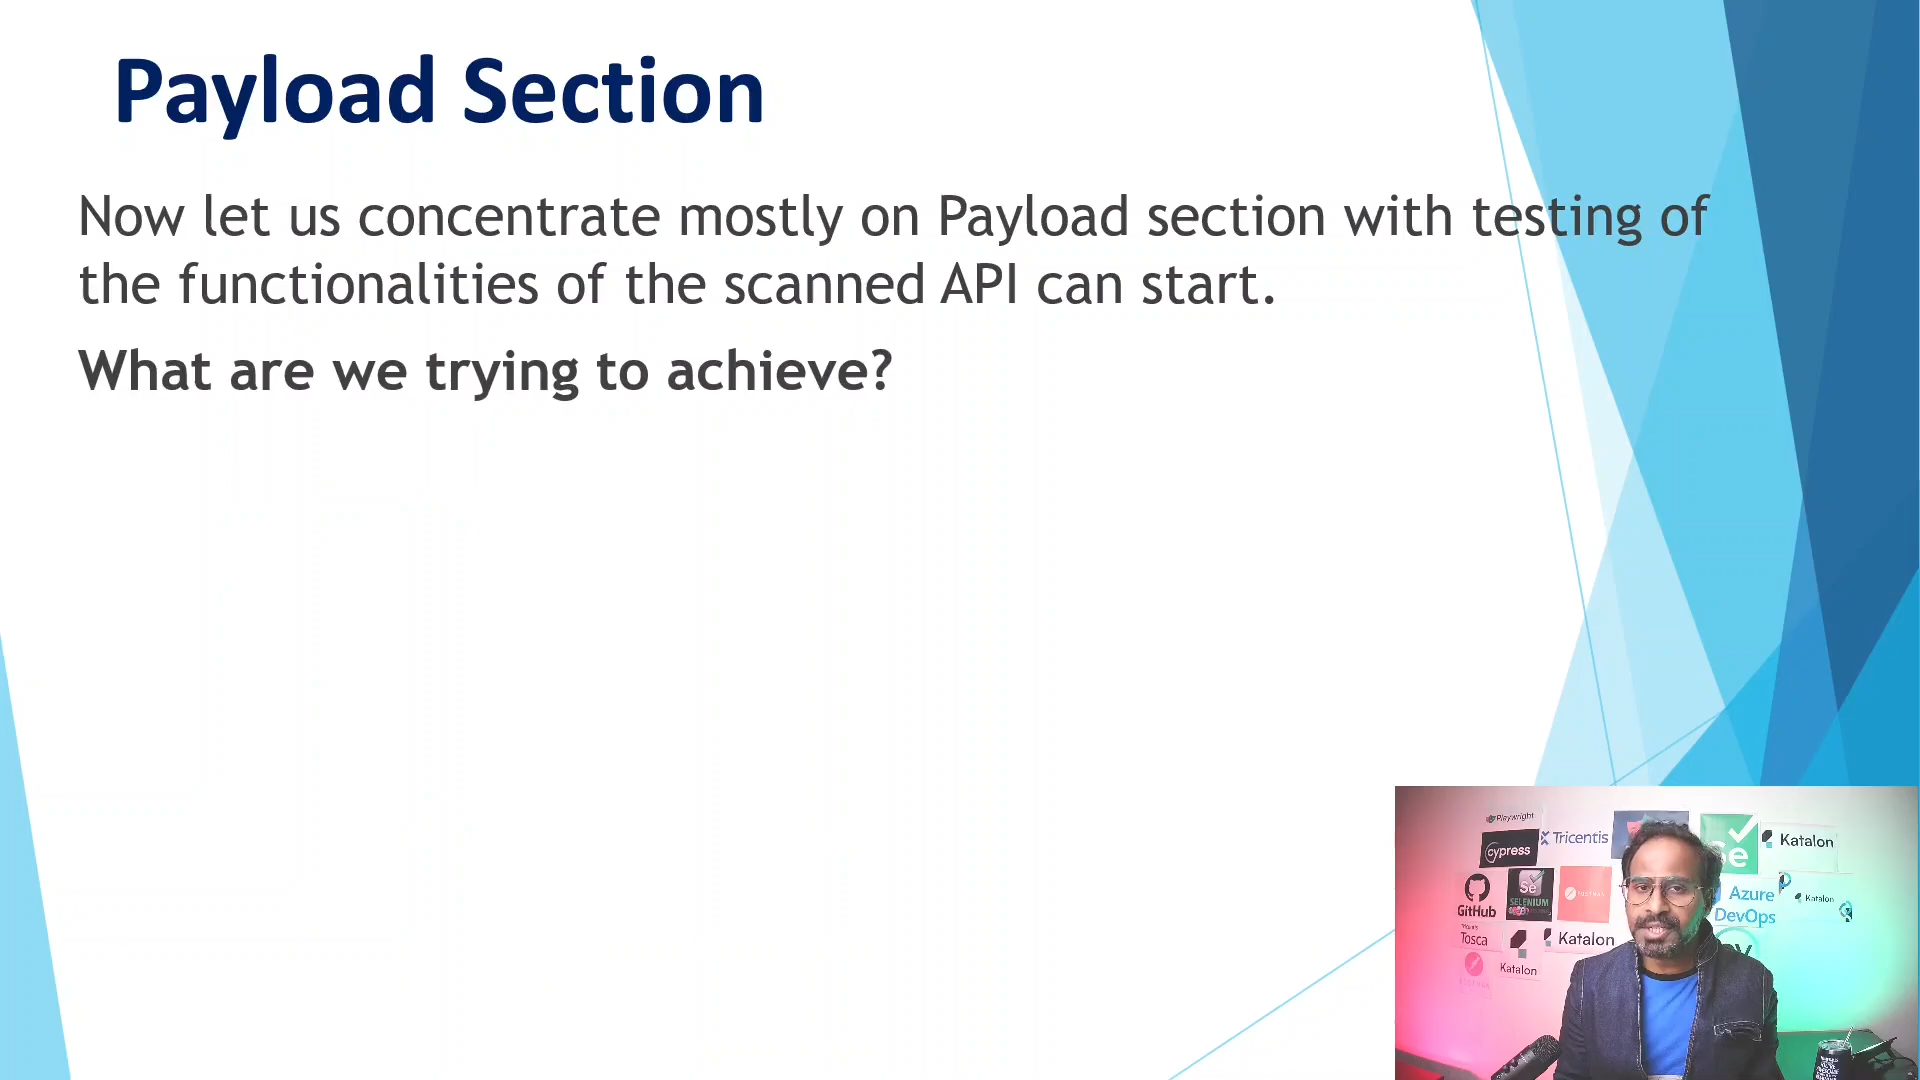 Payload Section
Now let us concentrate mostly on Payload section with testing of
the functionalities of the scanned API can start.
What are we trying to achieve?
Playwright
cypress
Tricentis
Se
Katalon
GitHub
Se
SELENIUM
Azure
DevOps
Katalon
Tosca
Katalon
Katalon